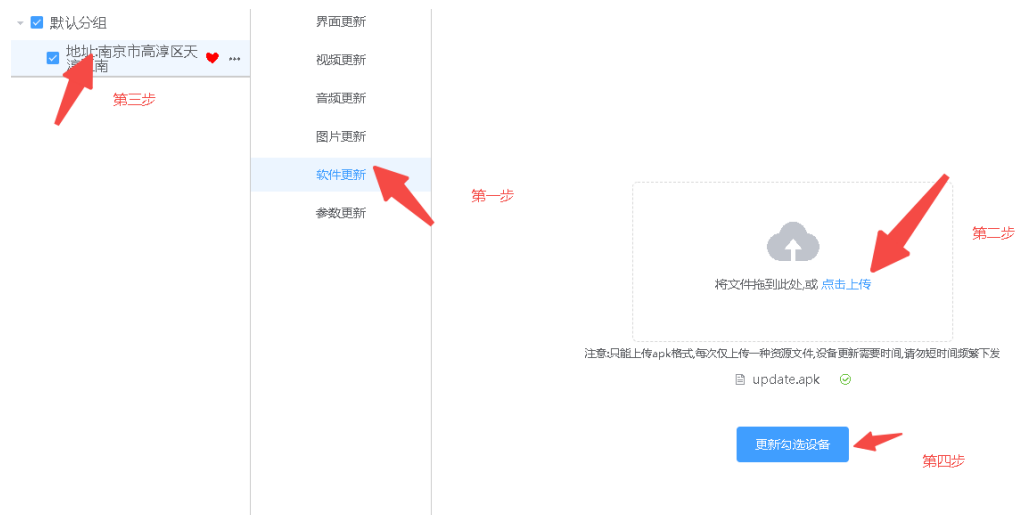 默认分组
地址:南京市高淳区天
南
第三步
界面更新
视频更新
音频更新
图片更新
软件更新
参数更新
第一步
第二步
将文件拖到此处,或 点击上传
注意:只能上传apk格式,每次仅上传一种资源文件,设备更新需要时间,请勿短时间频繁下发
update.apk
更新勾选设备
第四步